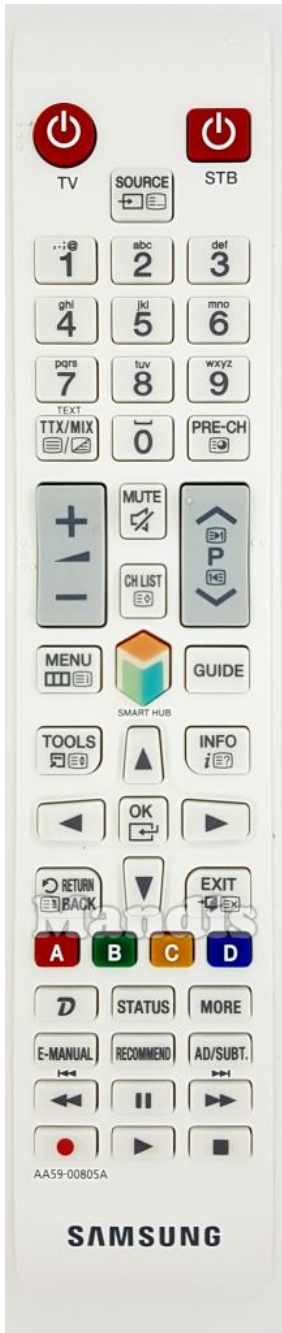 TV STB
SOURCE
.,-;@ abc def
1 2 3
ghi jkl mno
4 5 6
pqrs tuv wxyz
7 8 9
TEXT
TTX/MIX 0 PRE-CH
MUTE
+ P
CH LIST
−
MENU GUIDE
SMART HUB
TOOLS INFO
i
OK
RETURN EXIT
BACK
Mandis
A B C D
D STATUS MORE
E-MANUAL RECOMMEND AD/SUBT.
AA59-00805A
SAMSUNG